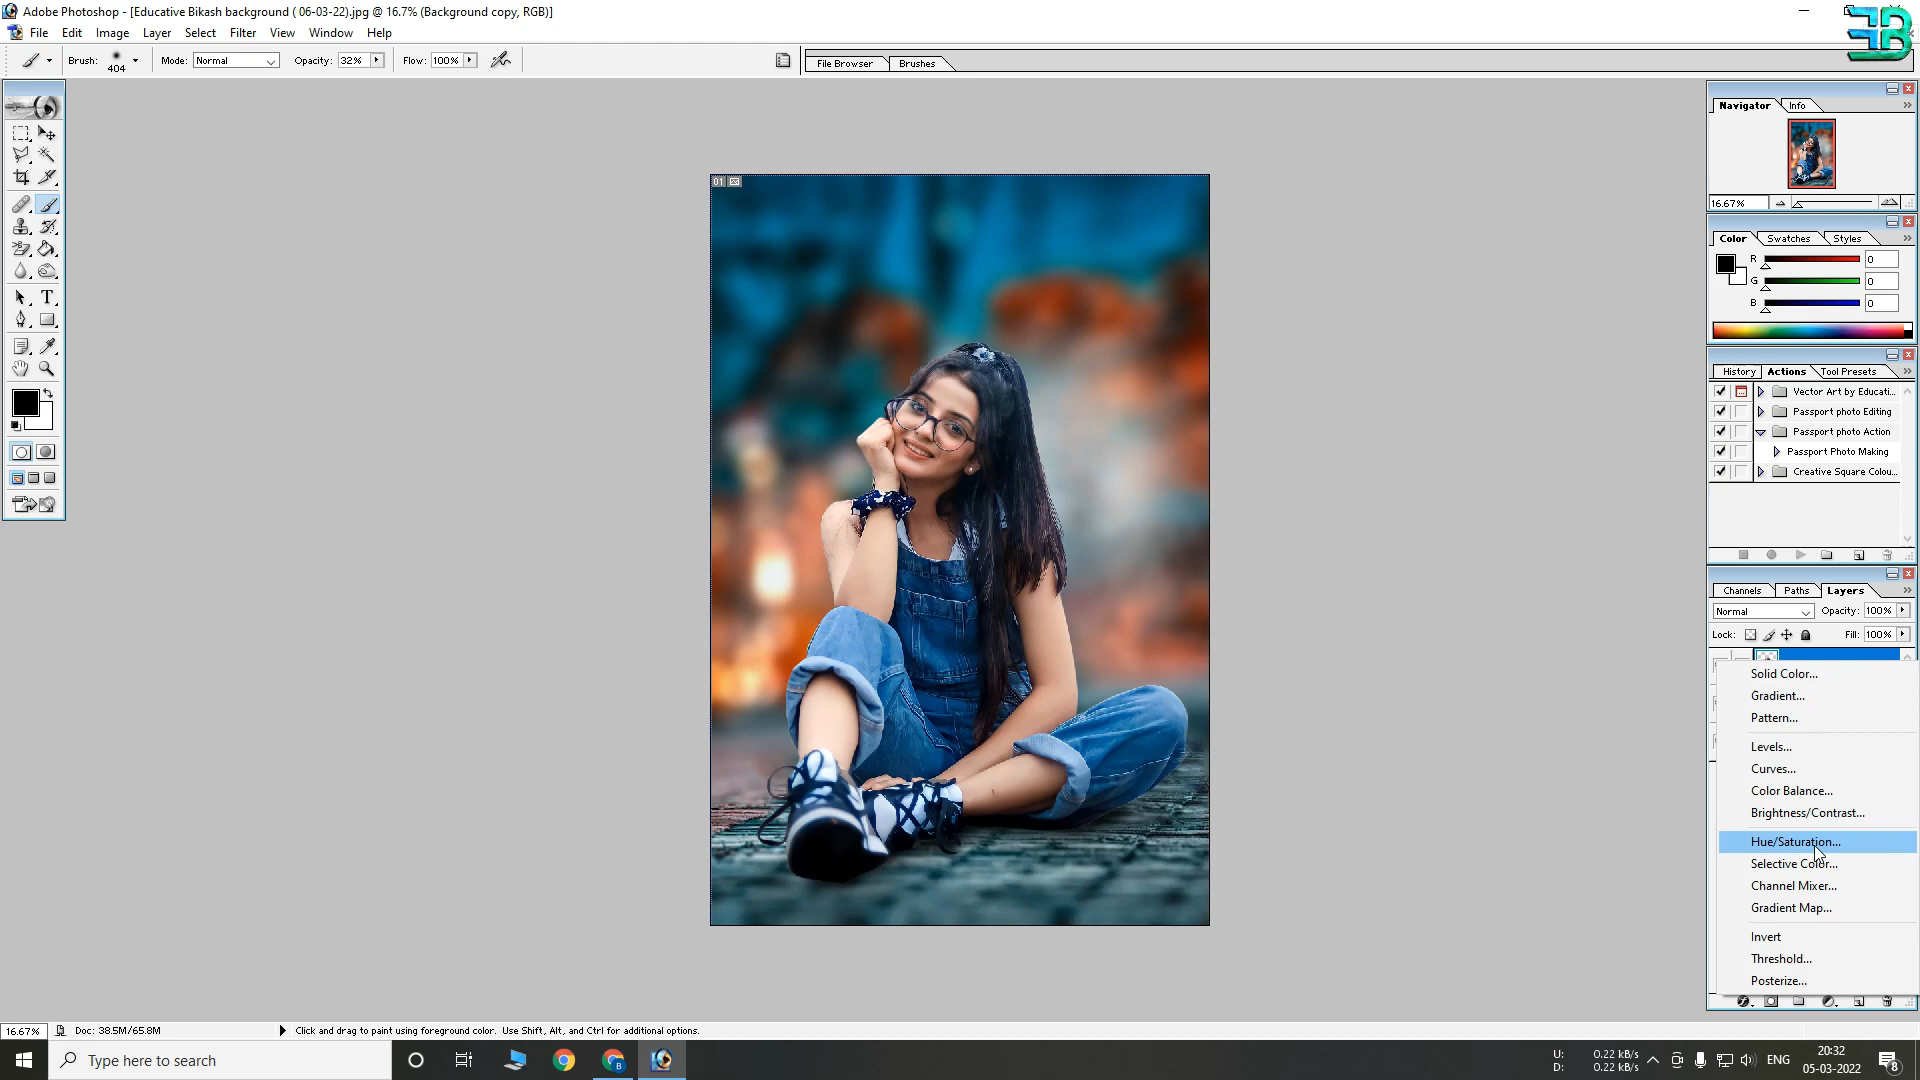 Adobe Photoshop - [Educative Bikash background ( 06-03-22).jpg @ 16.7% (Background copy, RGB)]
File Edit Image Layer Select Filter View Window Help
Brush: 404 Mode: Normal Opacity: 32% Flow: 100% File Browser Brushes
Navigator Info
01
16.67%
Color Swatches Styles
R 0
G 0
B 0
History Actions Tool Presets
Vector Art by Educati...
Passport photo Editing
Passport photo Action
Passport Photo Making
Creative Square Colou...
Channels Paths Layers
Normal Opacity: 100%
Lock: Fill: 100%
Solid Color...
Gradient...
Pattern...
Levels...
Curves...
Color Balance...
Brightness/Contrast...
Hue/Saturation...
Selective Color...
Channel Mixer...
Gradient Map...
Invert
Threshold...
Posterize...
16.67% Doc: 38.5M/65.8M Click and drag to paint using foreground color. Use Shift, Alt, and Ctrl for additional options.
Type here to search
U: 0.22 kB/s
D: 0.22 kB/s
ENG
20:32
05-03-2022
8